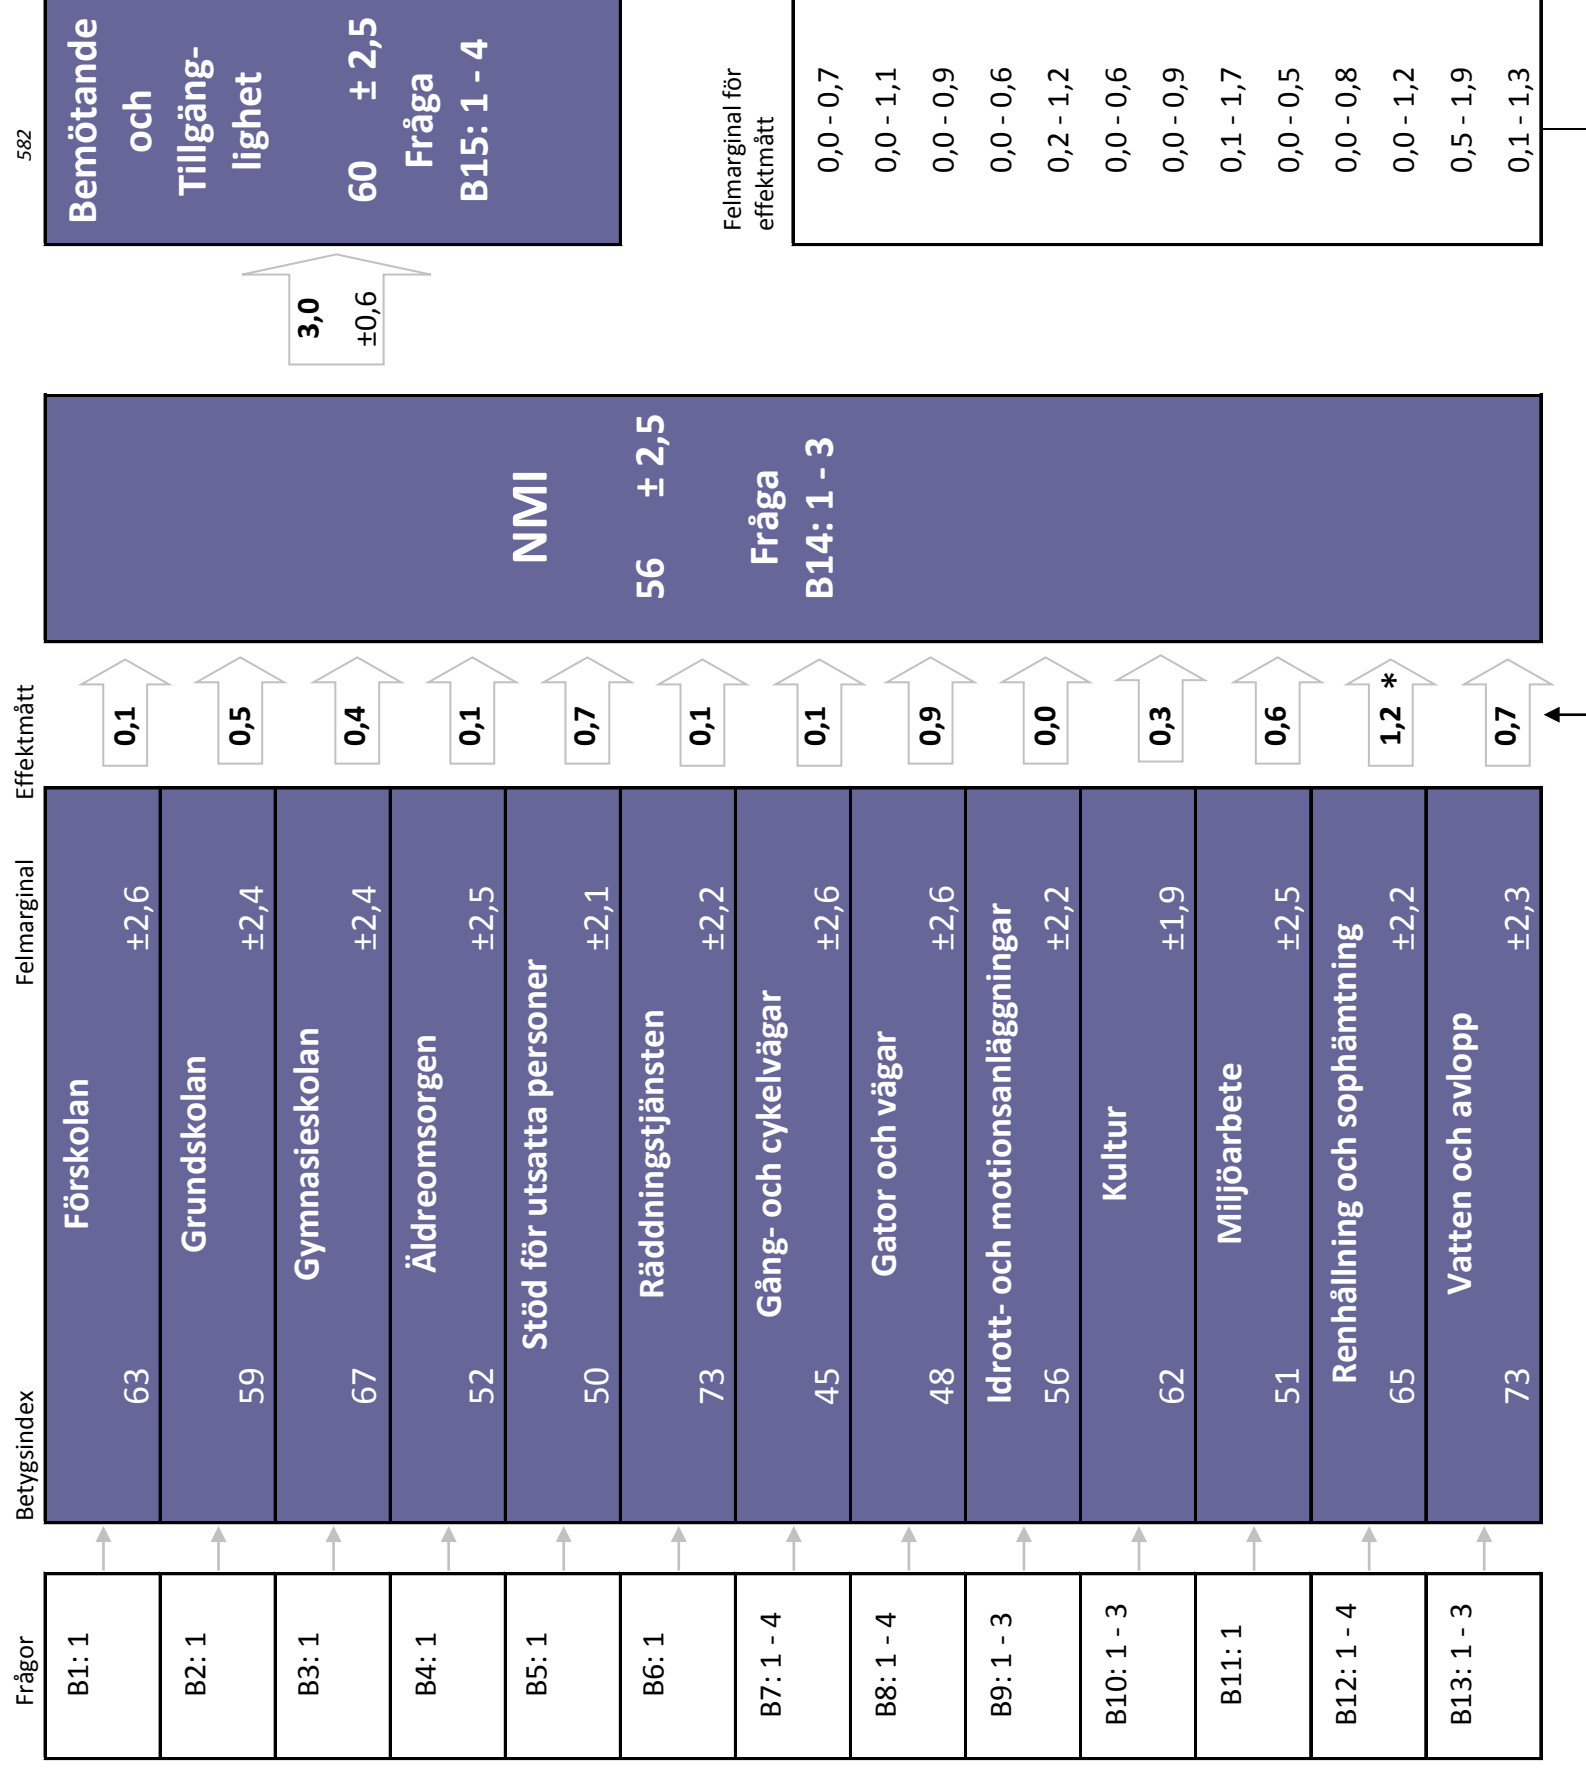 Frågor
Betygsindex
Felmarginal
Effektmått
582
B1: 1
Förskolan
63
±2,6
0,1
B2: 1
Grundskolan
59
±2,4
0,5
B3: 1
Gymnasieskolan
67
±2,4
0,4
B4: 1
Äldreomsorgen
52
±2,5
0,1
B5: 1
Stöd för utsatta personer
50
±2,1
0,7
B6: 1
Räddningstjänsten
73
±2,2
0,1
B7: 1 - 4
Gång- och cykelvägar
45
±2,6
0,1
B8: 1 - 4
Gator och vägar
48
±2,6
0,9
B9: 1 - 3
Idrott- och motionsanläggningar
56
±2,2
0,0
B10: 1 - 3
Kultur
62
±1,9
0,3
B11: 1
Miljöarbete
51
±2,5
0,6
B12: 1 - 4
Renhållning och sophämtning
65
±2,2
1,2 *
B13: 1 - 3
Vatten och avlopp
73
±2,3
0,7
NMI
56 ± 2,5
Fråga
B14: 1 - 3
3,0
±0,6
Bemötande
och
Tillgäng-
lighet
60 ± 2,5
Fråga
B15: 1 - 4
Felmarginal för
effektmått
0,0 - 0,7
0,0 - 1,1
0,0 - 0,9
0,0 - 0,6
0,2 - 1,2
0,0 - 0,6
0,0 - 0,9
0,1 - 1,7
0,0 - 0,5
0,0 - 0,8
0,0 - 1,2
0,5 - 1,9
0,1 - 1,3